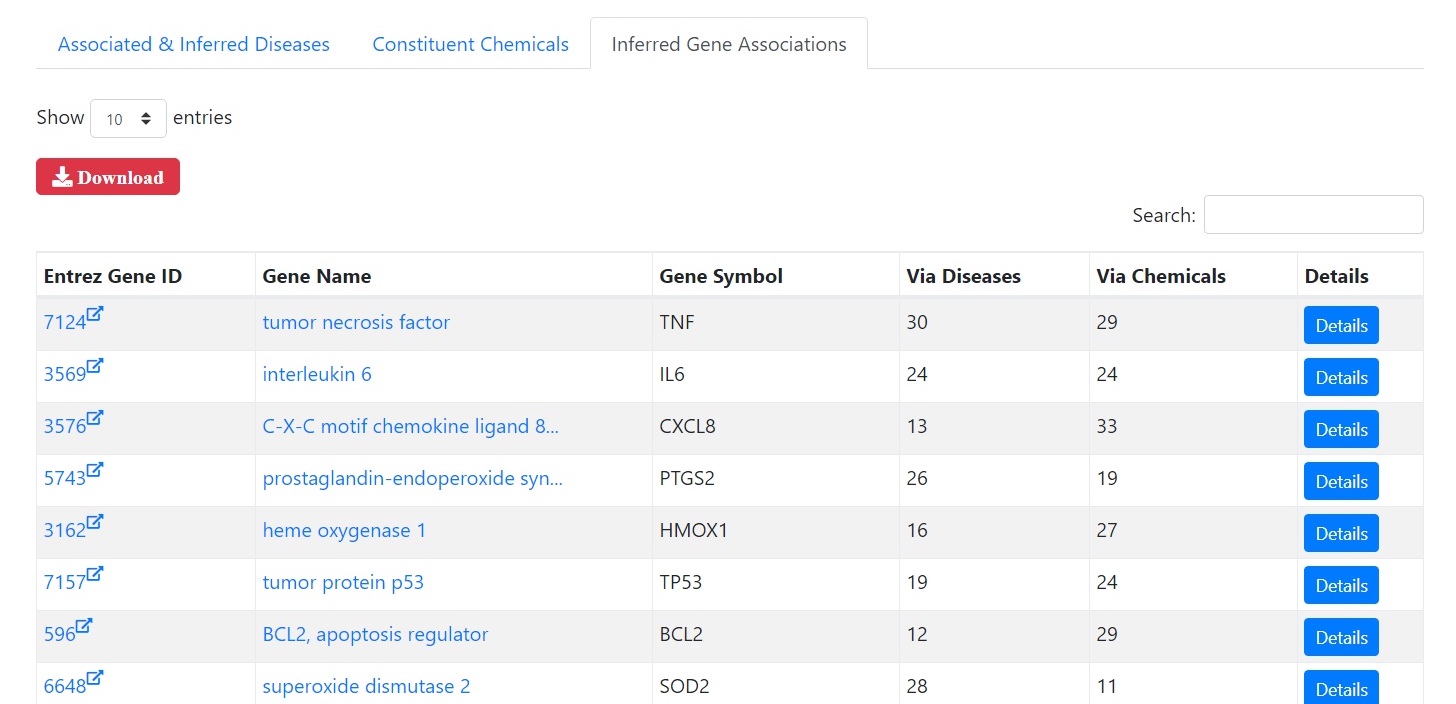 Associated & Inferred Diseases Constituent Chemicals Inferred Gene Associations
Show 10 entries
Download
Search:
Entrez Gene ID Gene Name Gene Symbol Via Diseases Via Chemicals Details
7124 tumor necrosis factor TNF 30 29 Details
3569 interleukin 6 IL6 24 24 Details
3576 C-X-C motif chemokine ligand 8... CXCL8 13 33 Details
5743 prostaglandin-endoperoxide syn... PTGS2 26 19 Details
3162 heme oxygenase 1 HMOX1 16 27 Details
7157 tumor protein p53 TP53 19 24 Details
596 BCL2, apoptosis regulator BCL2 12 29 Details
6648 superoxide dismutase 2 SOD2 28 11 Details